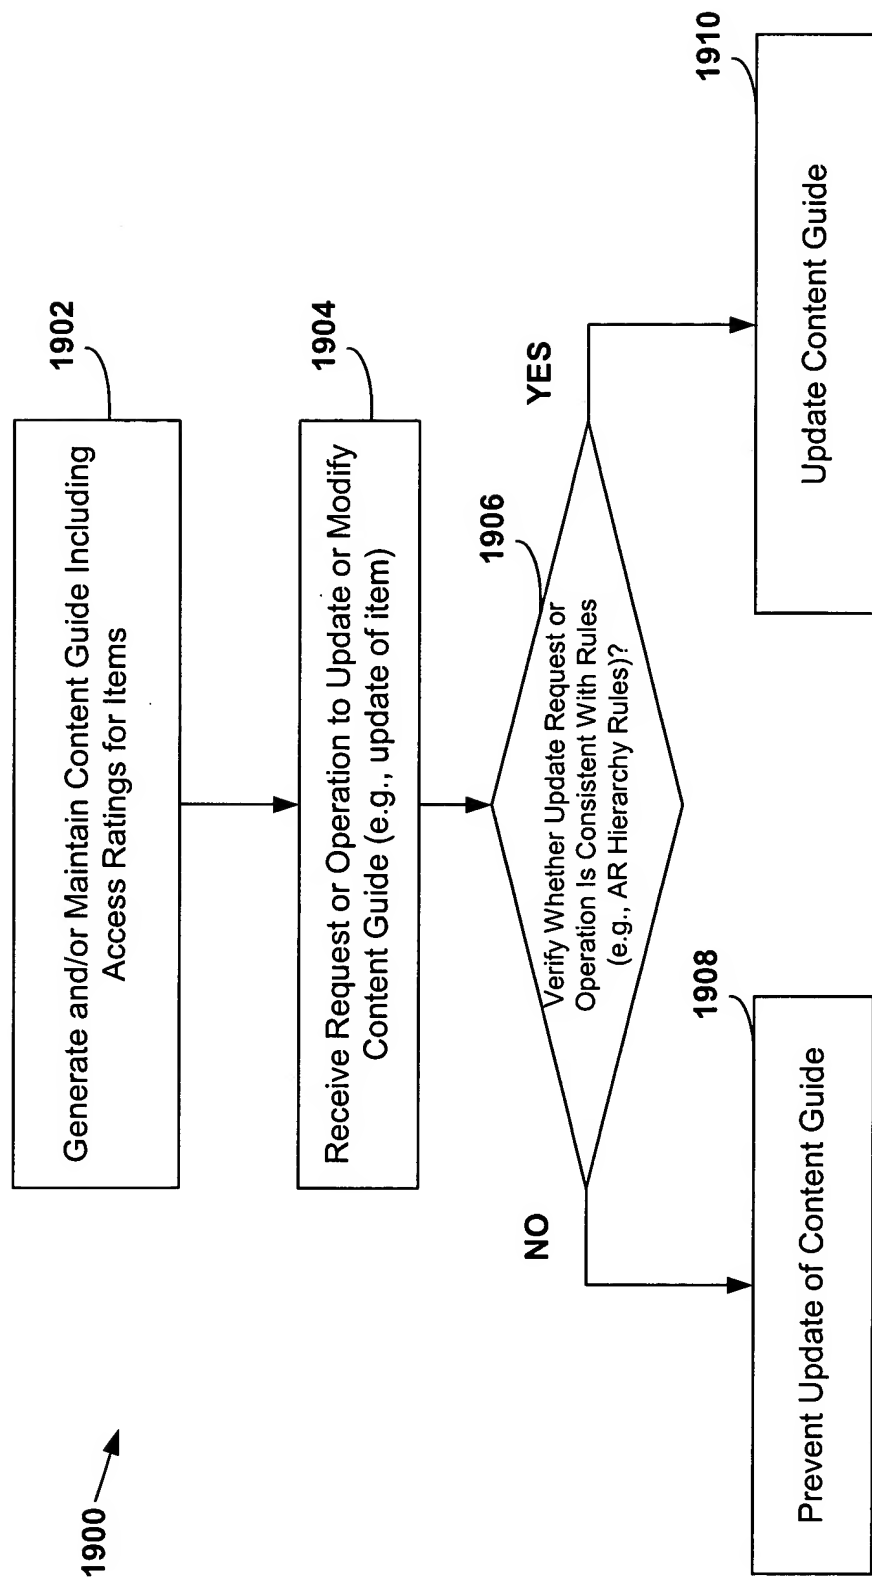 1900
1902
Generate and/or Maintain Content Guide Including
Access Ratings for Items
1904
Receive Request or Operation to Update or Modify
Content Guide (e.g., update of item)
1906
Verify Whether Update Request or
Operation Is Consistent With Rules
(e.g., AR Hierarchy Rules)?
NO
YES
1908
Prevent Update of Content Guide
1910
Update Content Guide